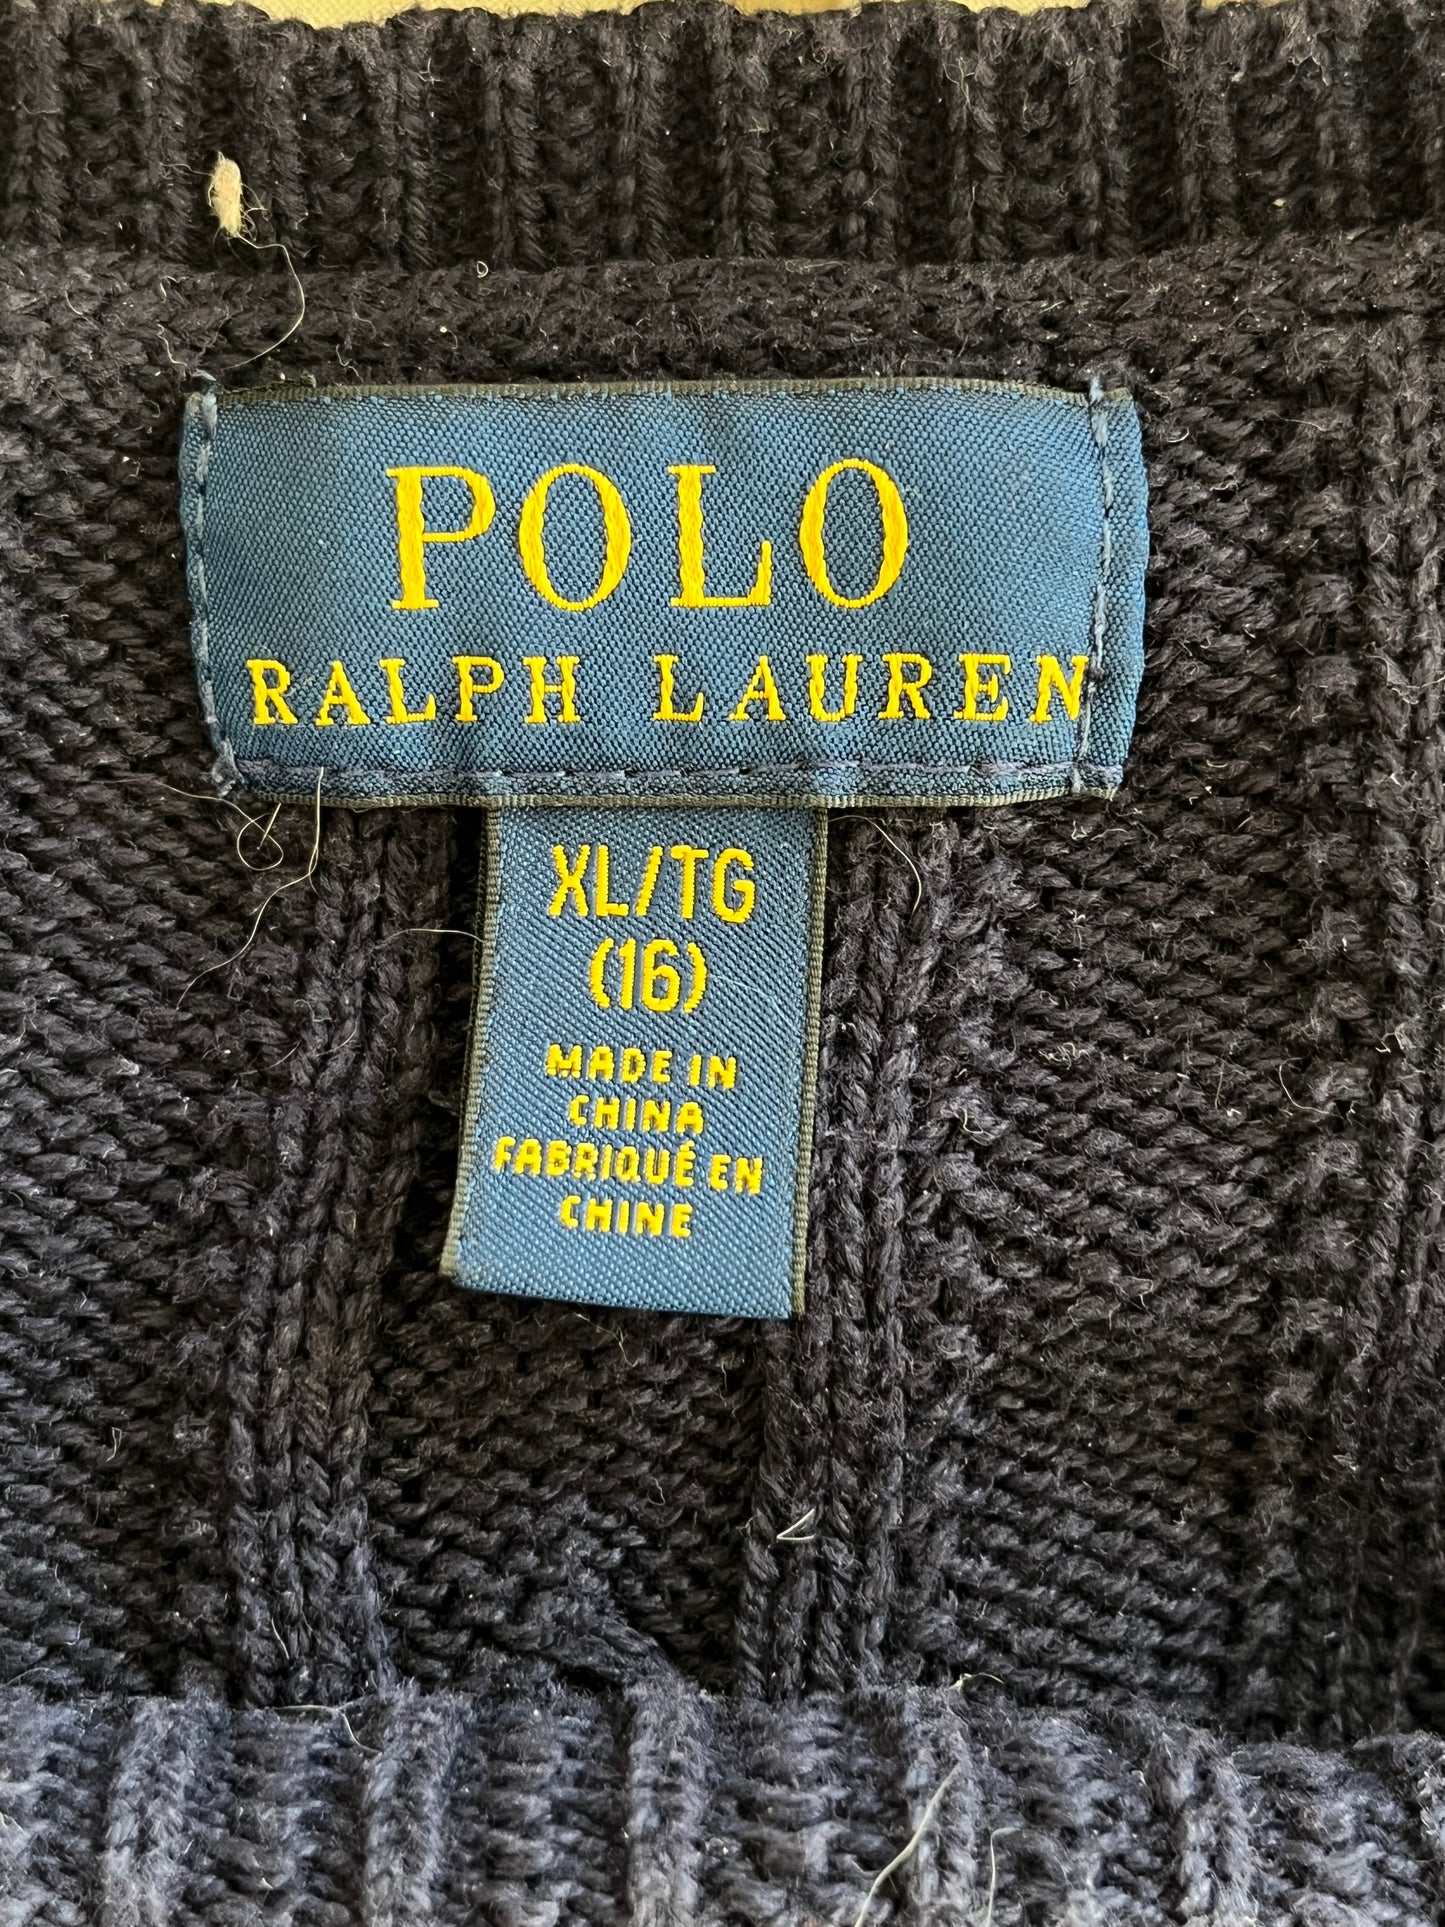 POLO
RALPH LAUREN
XL/TG
(16)
MADE IN
CHINA
FABRIQUÉ EN
CHINE